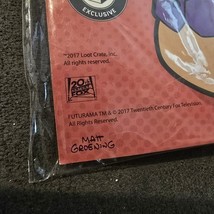 EXCLUSIVE
™2017 Loot Crate, Inc.
All rights reserved.
20th
CENTURY
FOX
FUTURAMA TM & © 2017 Twentieth Century Fox Television.
All Rights Reserved.
MATT
GROENING